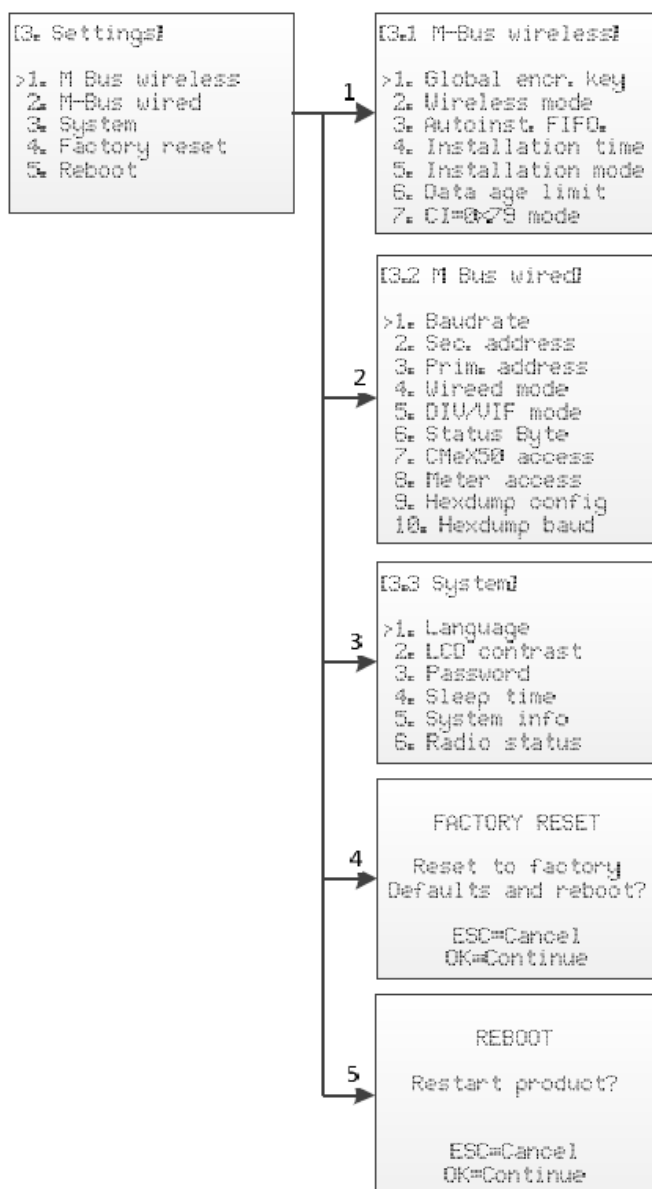 [3. Settings]
>1. M Bus wireless
2. M-Bus wired
3. System
4. Factory reset
5. Reboot
1
[3.1 M-Bus wireless]
>1. Global encr. key
2. Wireless mode
3. Autoinst. FIFO.
4. Installation time
5. Installation mode
6. Data age limit
7. CI=0x79 mode
2
[3.2 M Bus wired]
>1. Baudrate
2. Sec. address
3. Prim. address
4. Wireed mode
5. DIV/VIF mode
6. Status Byte
7. CMeX50 access
8. Meter access
9. Hexdump config
10. Hexdump baud
3
[3.3 System]
>1. Language
2. LCD contrast
3. Password
4. Sleep time
5. System info
6. Radio status
4
FACTORY RESET
Reset to factory
Defaults and reboot?
ESC=Cancel
OK=Continue
5
REBOOT
Restart product?
ESC=Cancel
OK=Continue